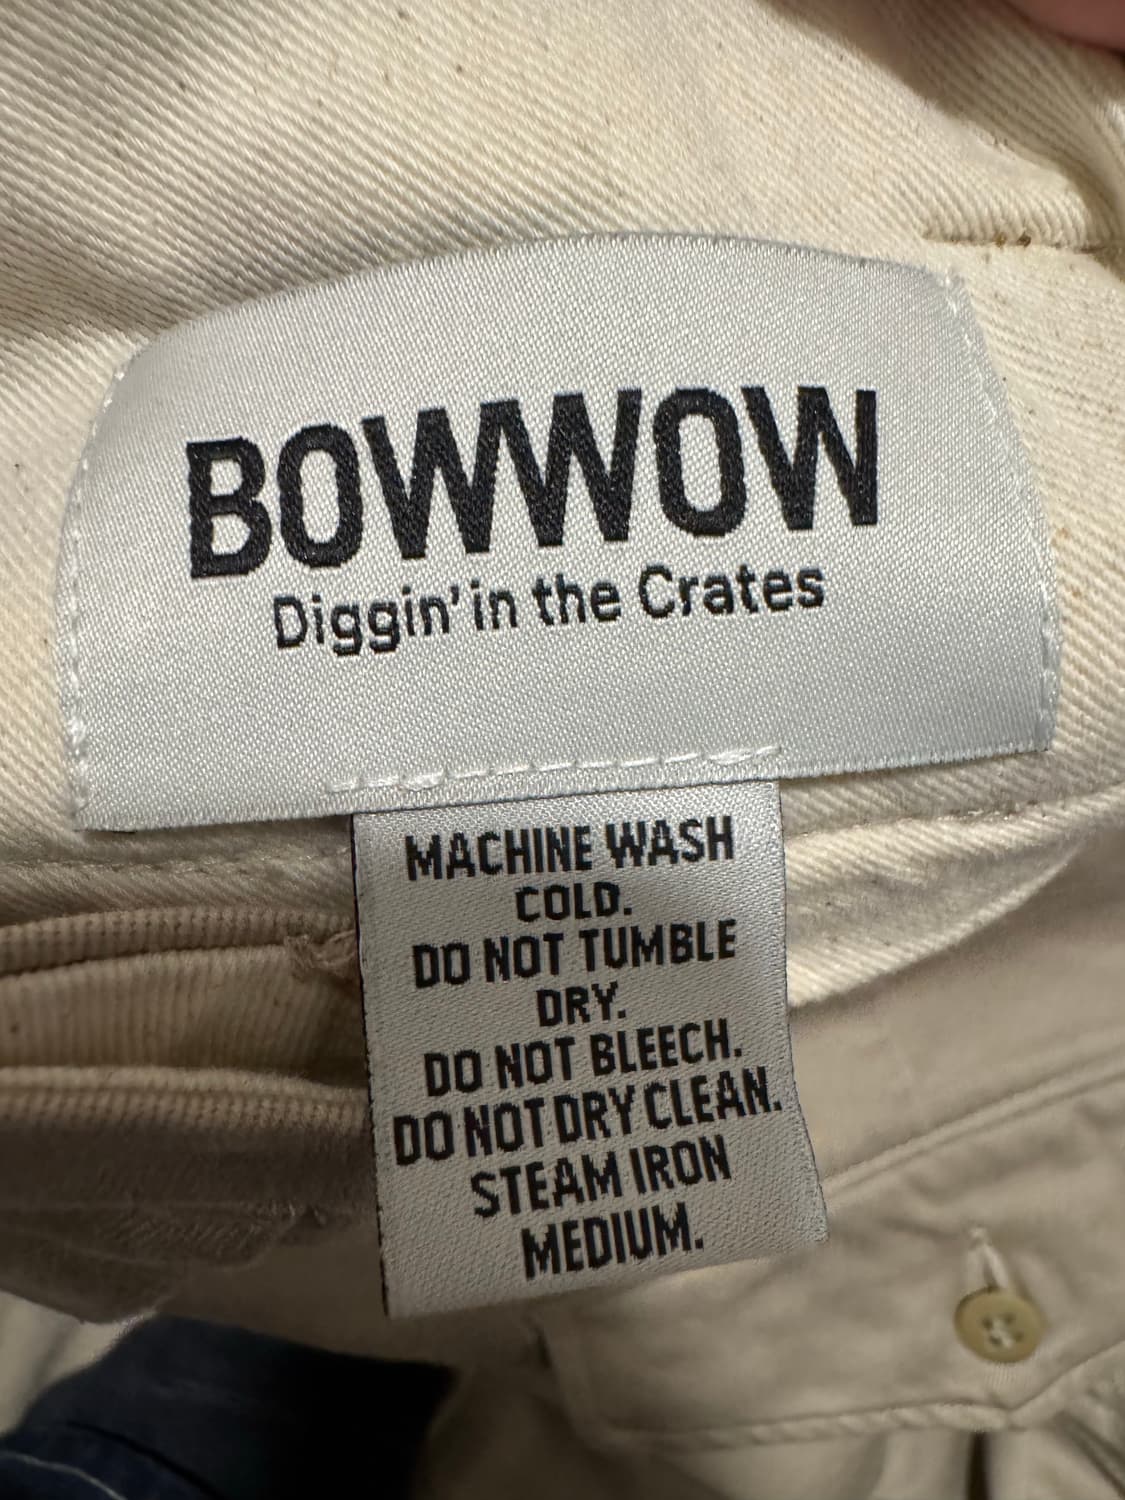 BOWWOW
Diggin' in the Crates
MACHINE WASH
COLD.
DO NOT TUMBLE
DRY.
DO NOT BLEECH.
DO NOT DRY CLEAN.
STEAM IRON
MEDIUM.